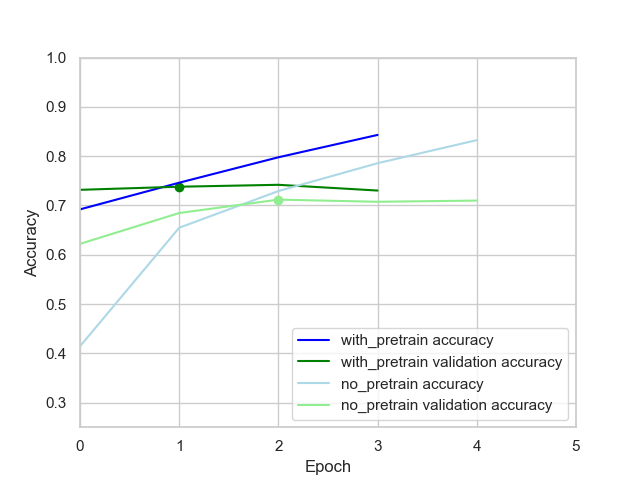 1.0
0.9
0.8
0.7
0.6
0.5
0.4
0.3
Accuracy
with_pretrain accuracy
with_pretrain validation accuracy
no_pretrain accuracy
no_pretrain validation accuracy
0 1 2 3 4 5
Epoch